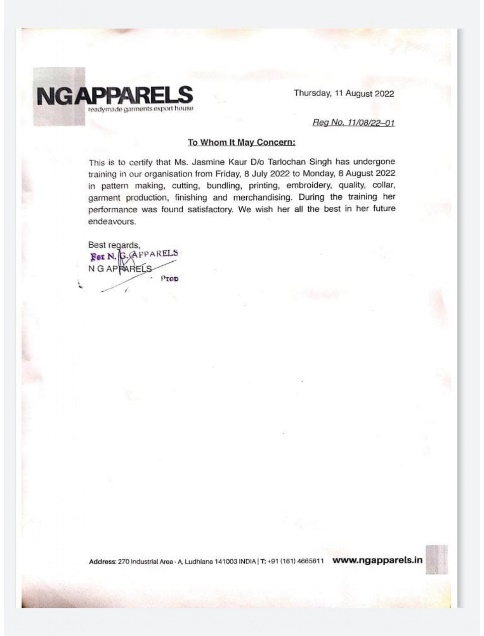 NGAPPARELS
readymade garments export house
Thursday, 11 August 2022
Reg No. 11/08/22–01
To Whom It May Concern:
This is to certify that Ms. Jasmine Kaur D/o Tarlochan Singh has undergone
training in our organisation from Friday, 8 July 2022 to Monday, 8 August 2022
in pattern making, cutting, bundling, printing, embroidery, quality, collar,
garment production, finishing and merchandising. During the training her
performance was found satisfactory. We wish her all the best in her future
endeavours.
Best regards,
For N. G. APPARELS
N G APPARELS
Prop
Address: 270 Industrial Area - A, Ludhiana 141003 INDIA | T: +91 (161) 4665611 www.ngapparels.in